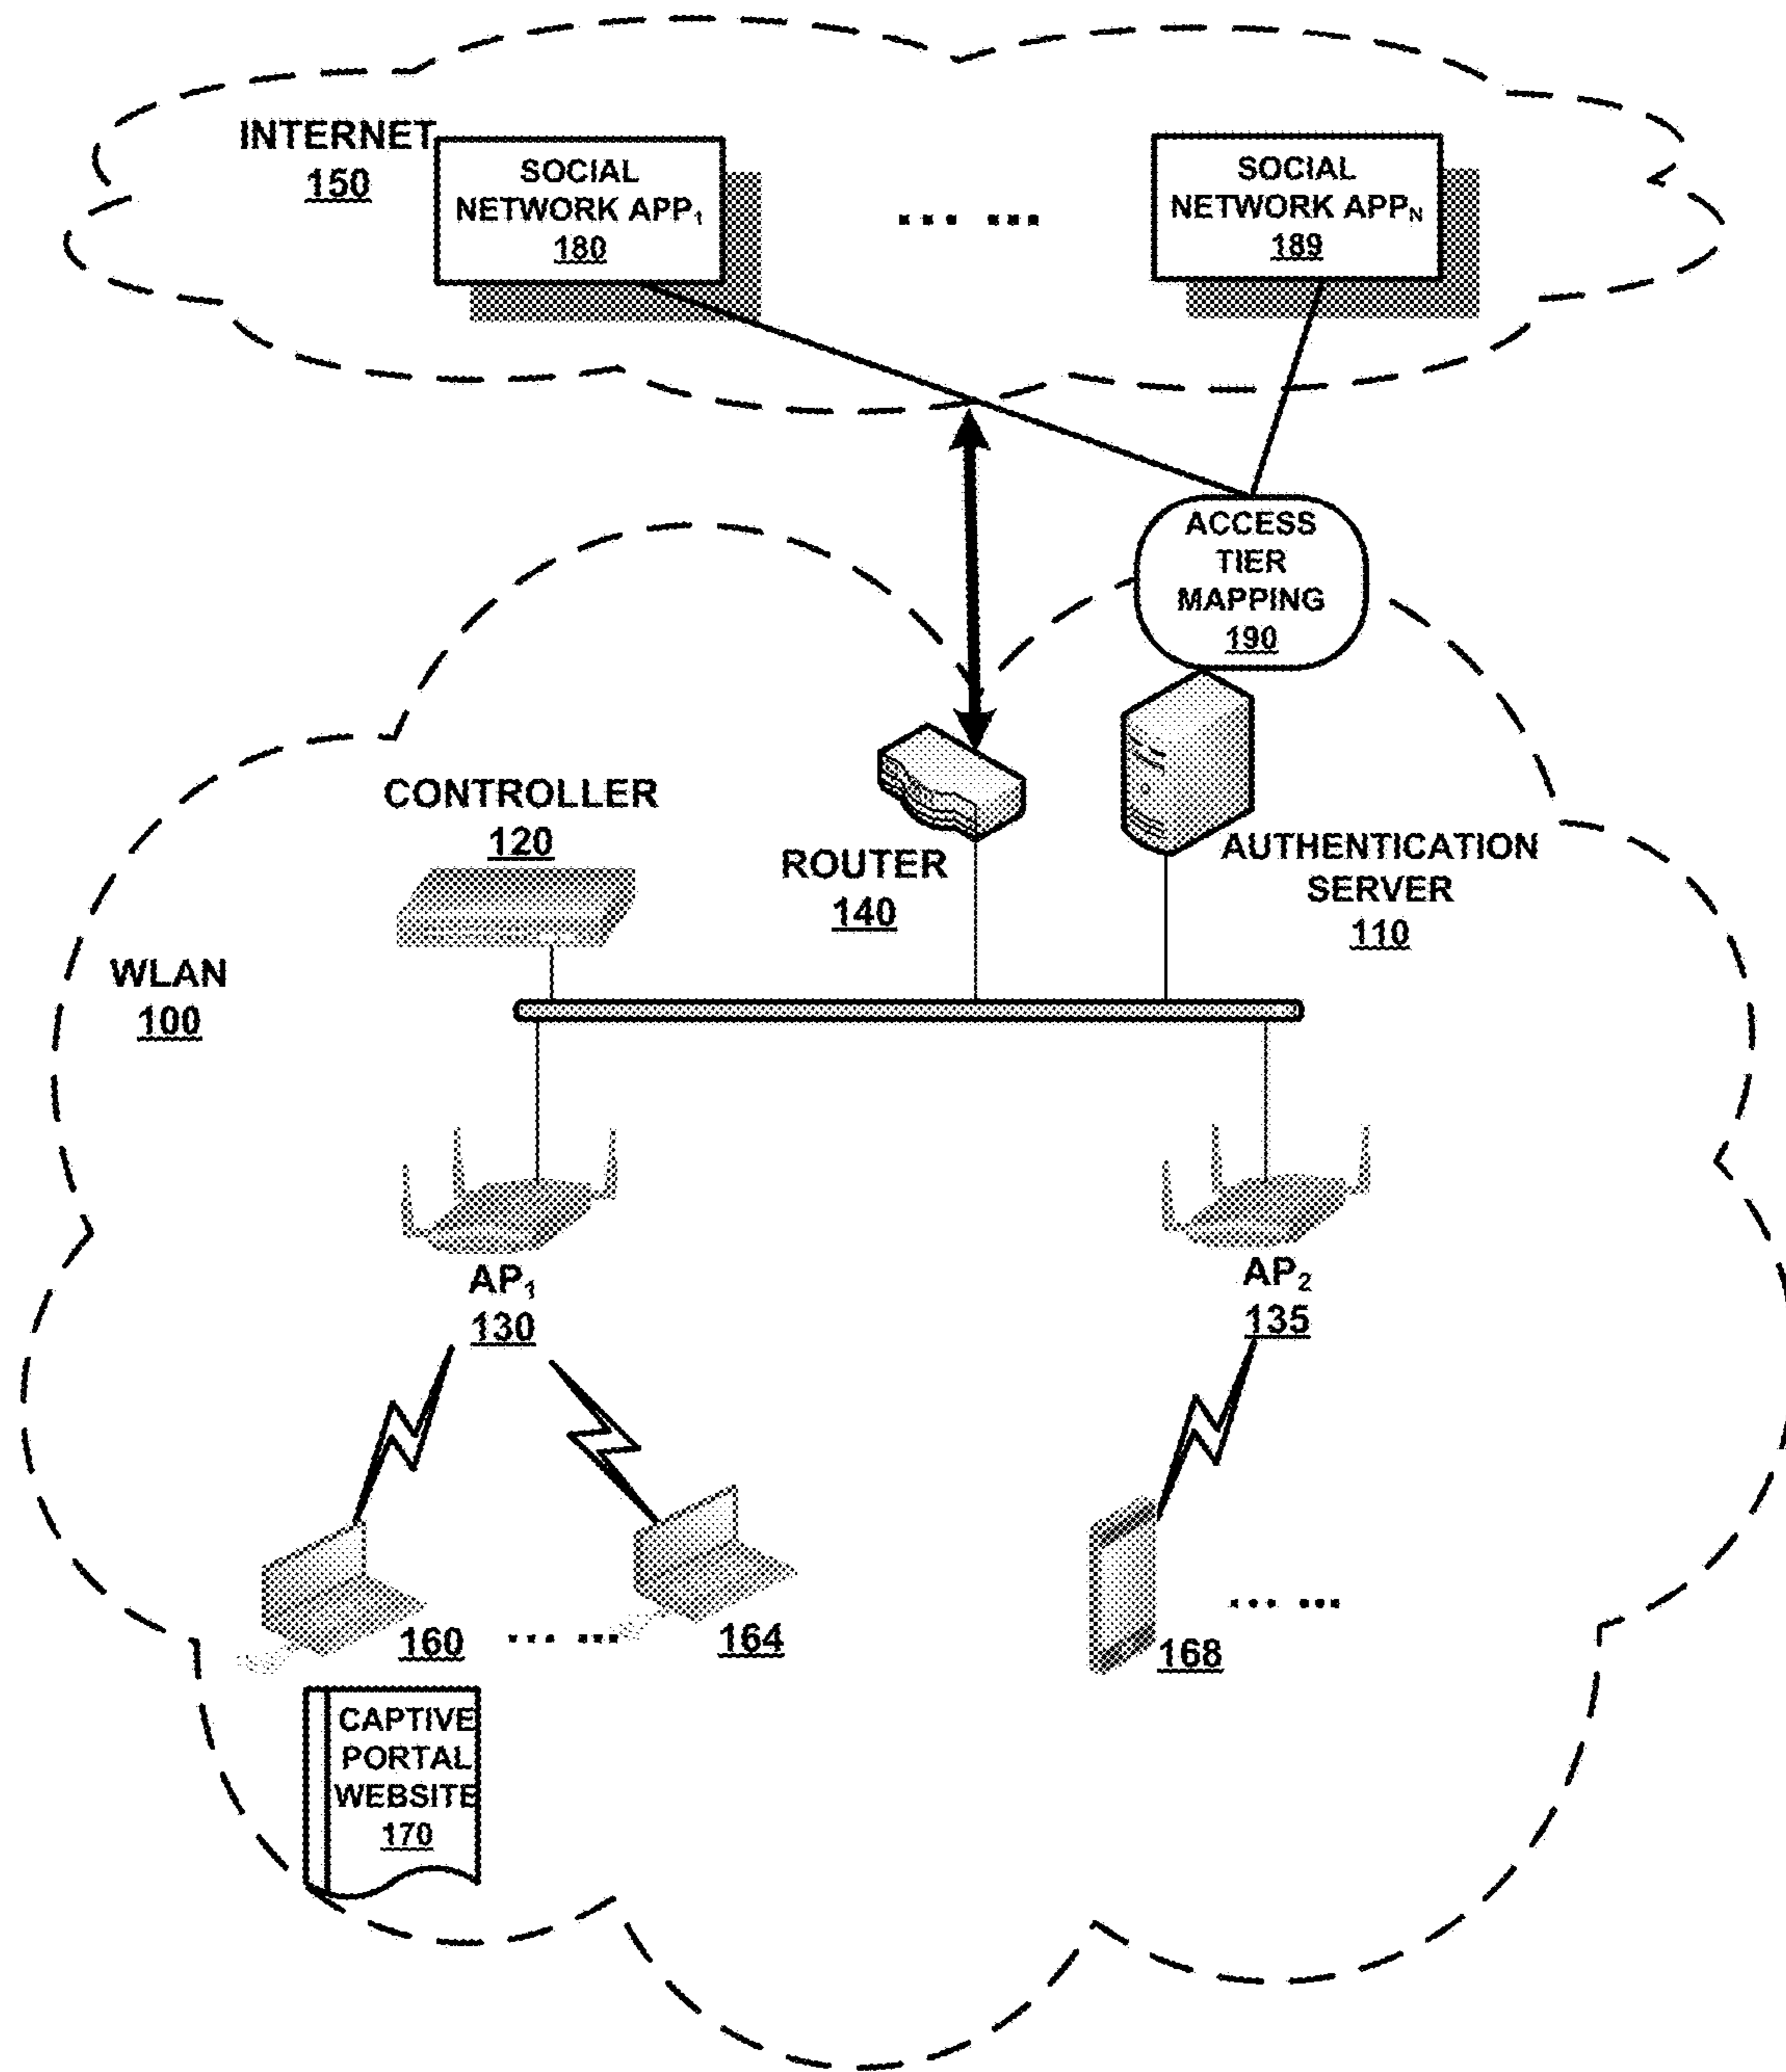 INTERNET
150
SOCIAL
NETWORK APP₁
180
... ...
SOCIAL
NETWORK APPN
189
ACCESS
TIER
MAPPING
190
CONTROLLER
120
ROUTER
140
AUTHENTICATION
SERVER
110
WLAN
100
AP₁
130
AP₂
135
160
... ...
164
168
... ...
CAPTIVE
PORTAL
WEBSITE
170